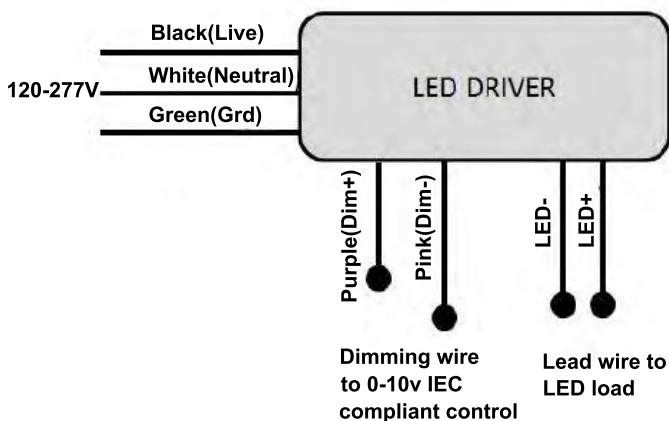 Black(Live)
120-277V
White(Neutral)
Green(Grd)
LED DRIVER
Purple(Dim+)
Pink(Dim-)
LED-
LED+
Dimming wire
to 0-10v IEC
compliant control
Lead wire to
LED load